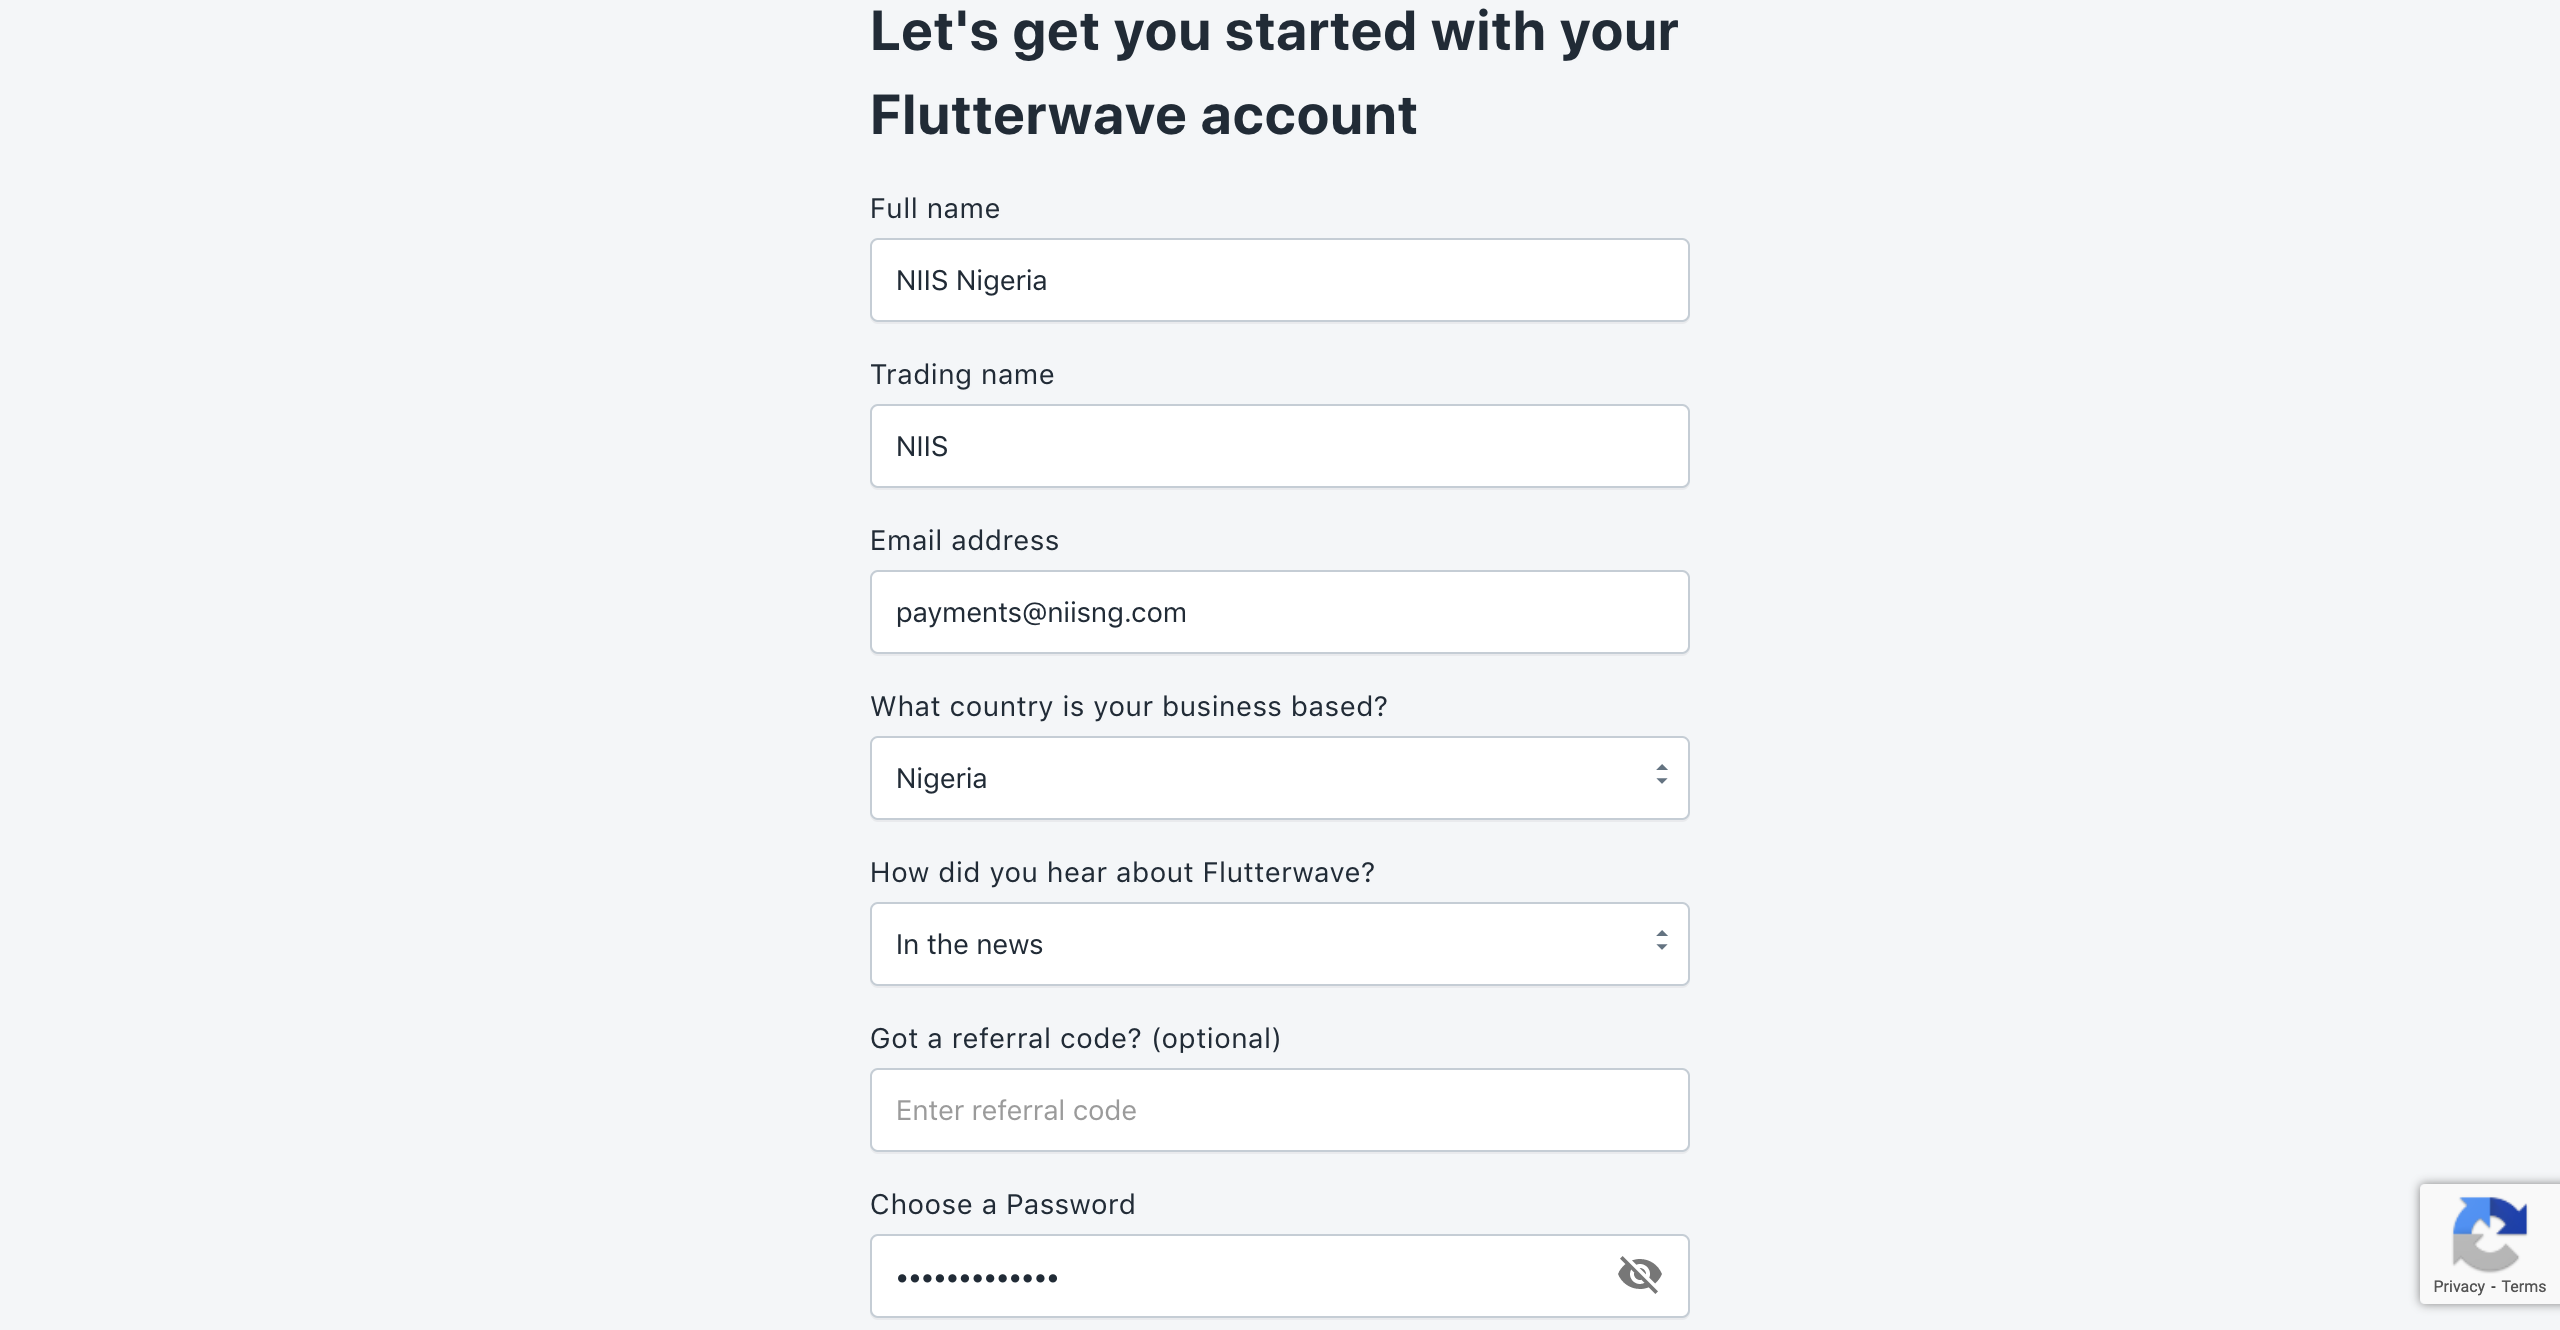 Let's get you started with your
Flutterwave account
Full name
NIIS Nigeria
Trading name
NIIS
Email address
payments@niisng.com
What country is your business based?
Nigeria
How did you hear about Flutterwave?
In the news
Got a referral code? (optional)
Enter referral code
Choose a Password
•••••••••••••
Privacy - Terms